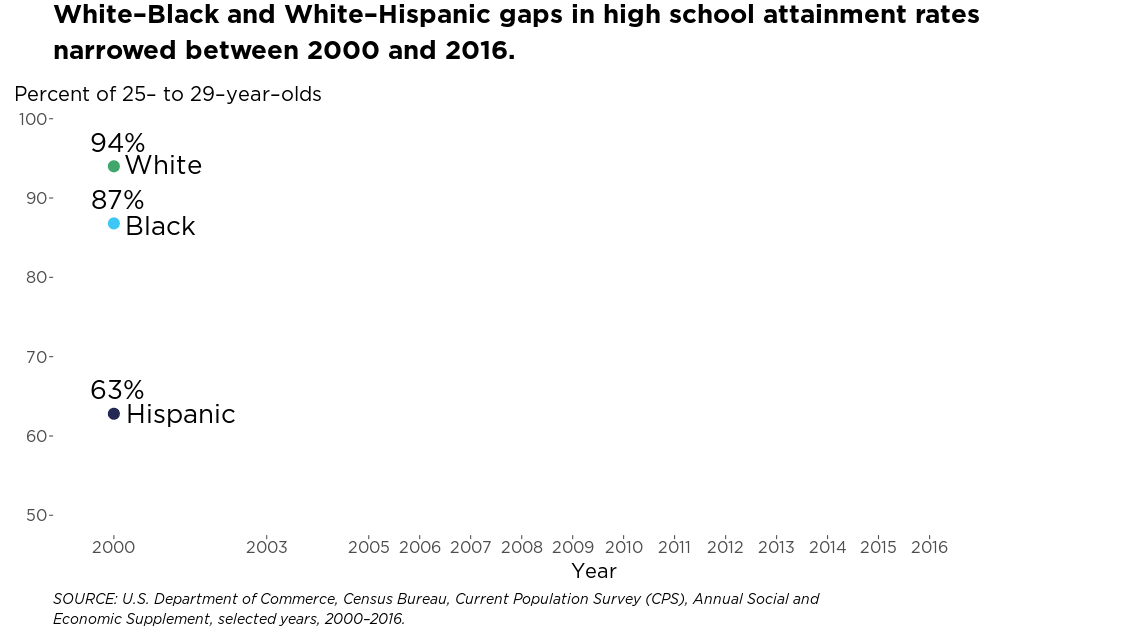 White–Black and White–Hispanic gaps in high school attainment rates
narrowed between 2000 and 2016.
Percent of 25– to 29–year–olds
100-
94%
White
90-
87%
Black
80-
70-
63%
Hispanic
60-
50-
2000 2003 2005 2006 2007 2008 2009 2010 2011 2012 2013 2014 2015 2016
Year
SOURCE: U.S. Department of Commerce, Census Bureau, Current Population Survey (CPS), Annual Social and
Economic Supplement, selected years, 2000–2016.